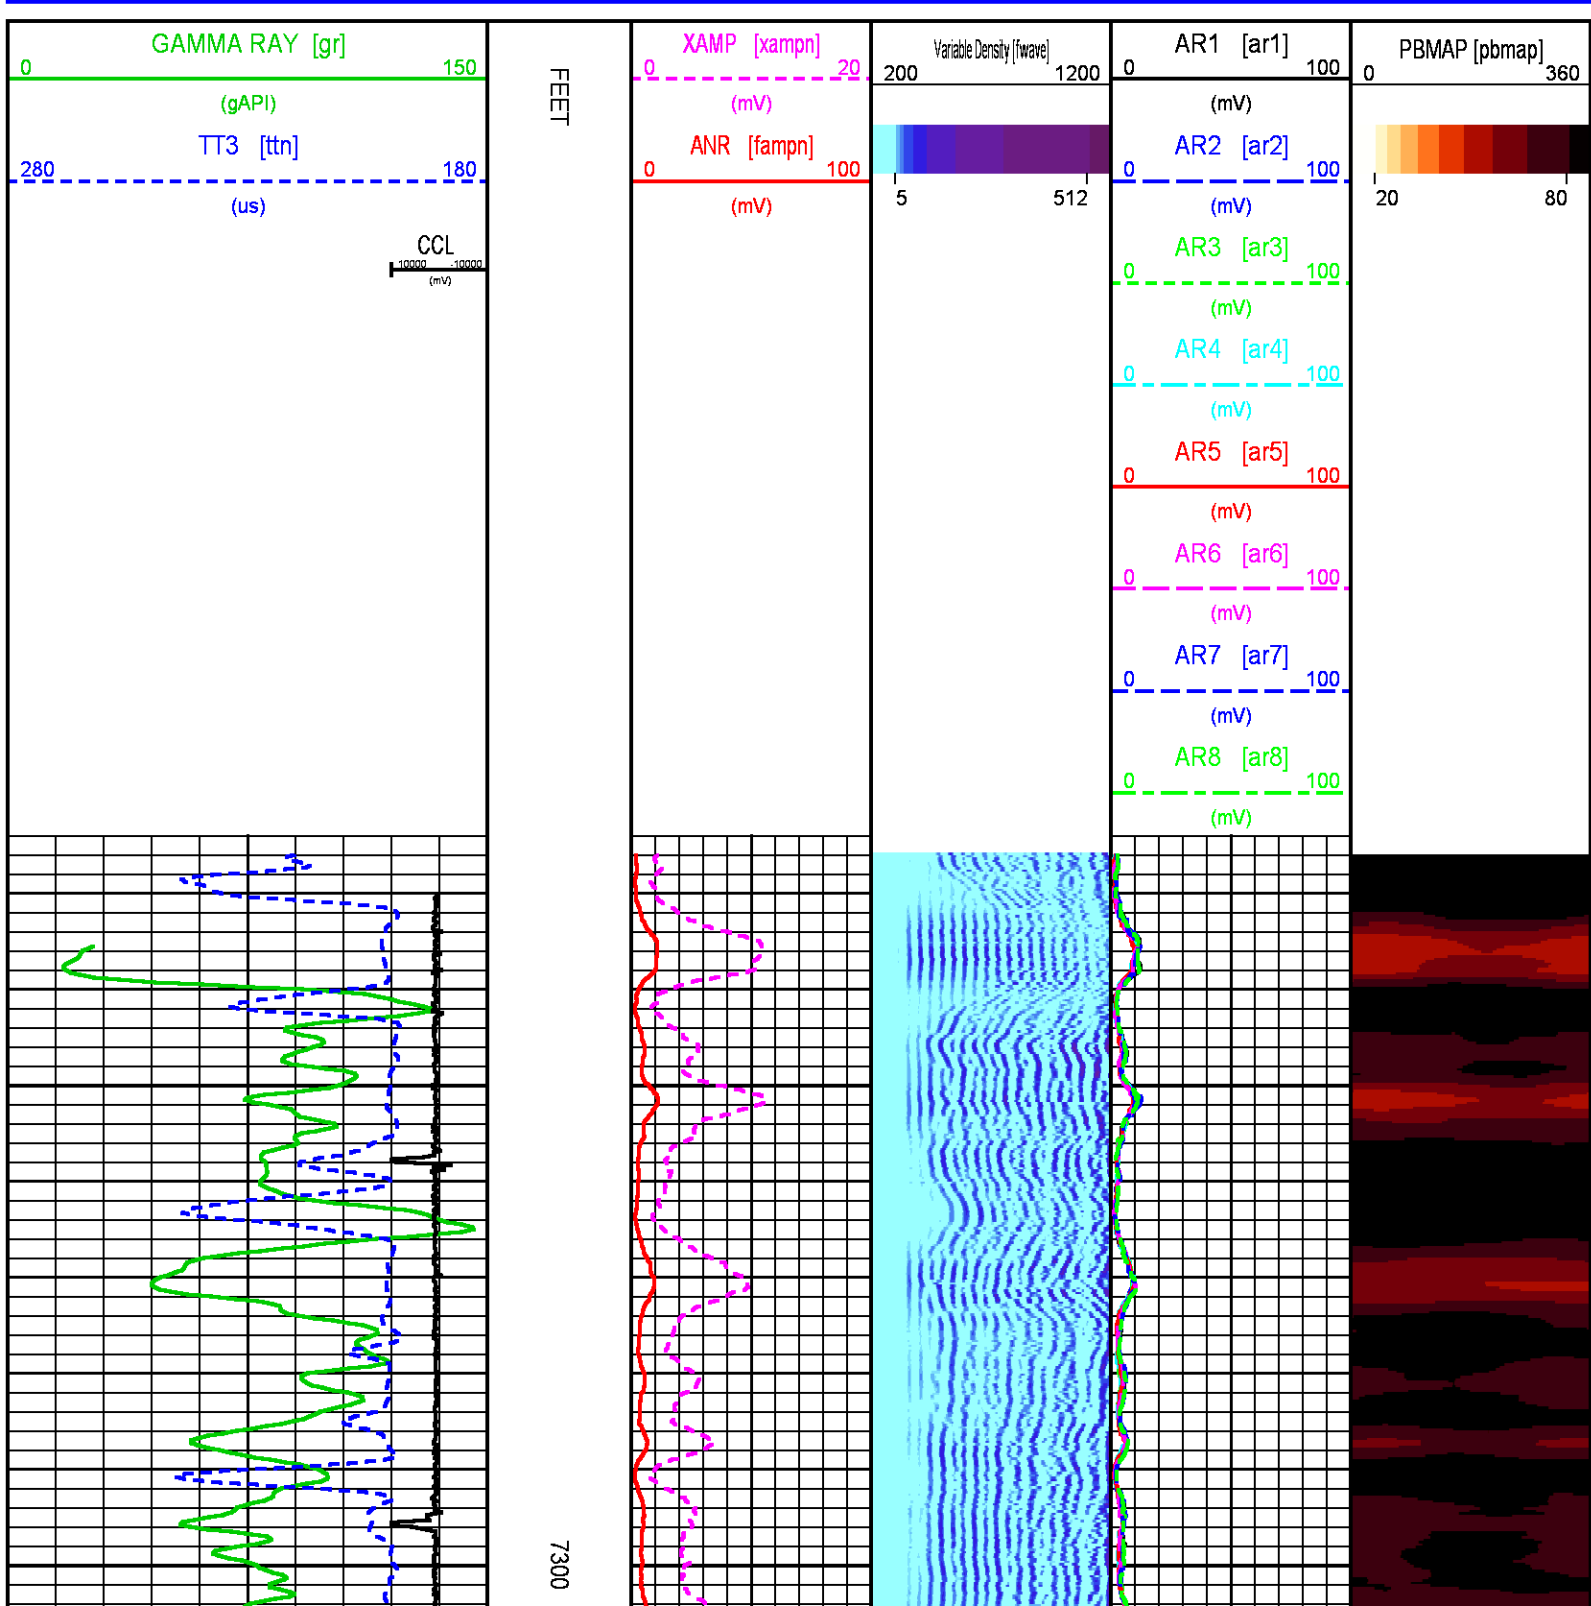 GAMMA RAY [gr]
0 150
(gAPI)
TT3 [ttn]
280 180
(us)
CCL
10000 -10000
(mV)
FEET
XAMP [xampn]
0 20
(mV)
ANR [fampn]
0 100
(mV)
Variable Density [fwave]
200 1200
5 512
AR1 [ar1]
0 100
(mV)
AR2 [ar2]
0 100
(mV)
AR3 [ar3]
0 100
(mV)
AR4 [ar4]
0 100
(mV)
AR5 [ar5]
0 100
(mV)
AR6 [ar6]
0 100
(mV)
AR7 [ar7]
0 100
(mV)
AR8 [ar8]
0 100
(mV)
PBMAP [pbmap]
0 360
20 80
7300